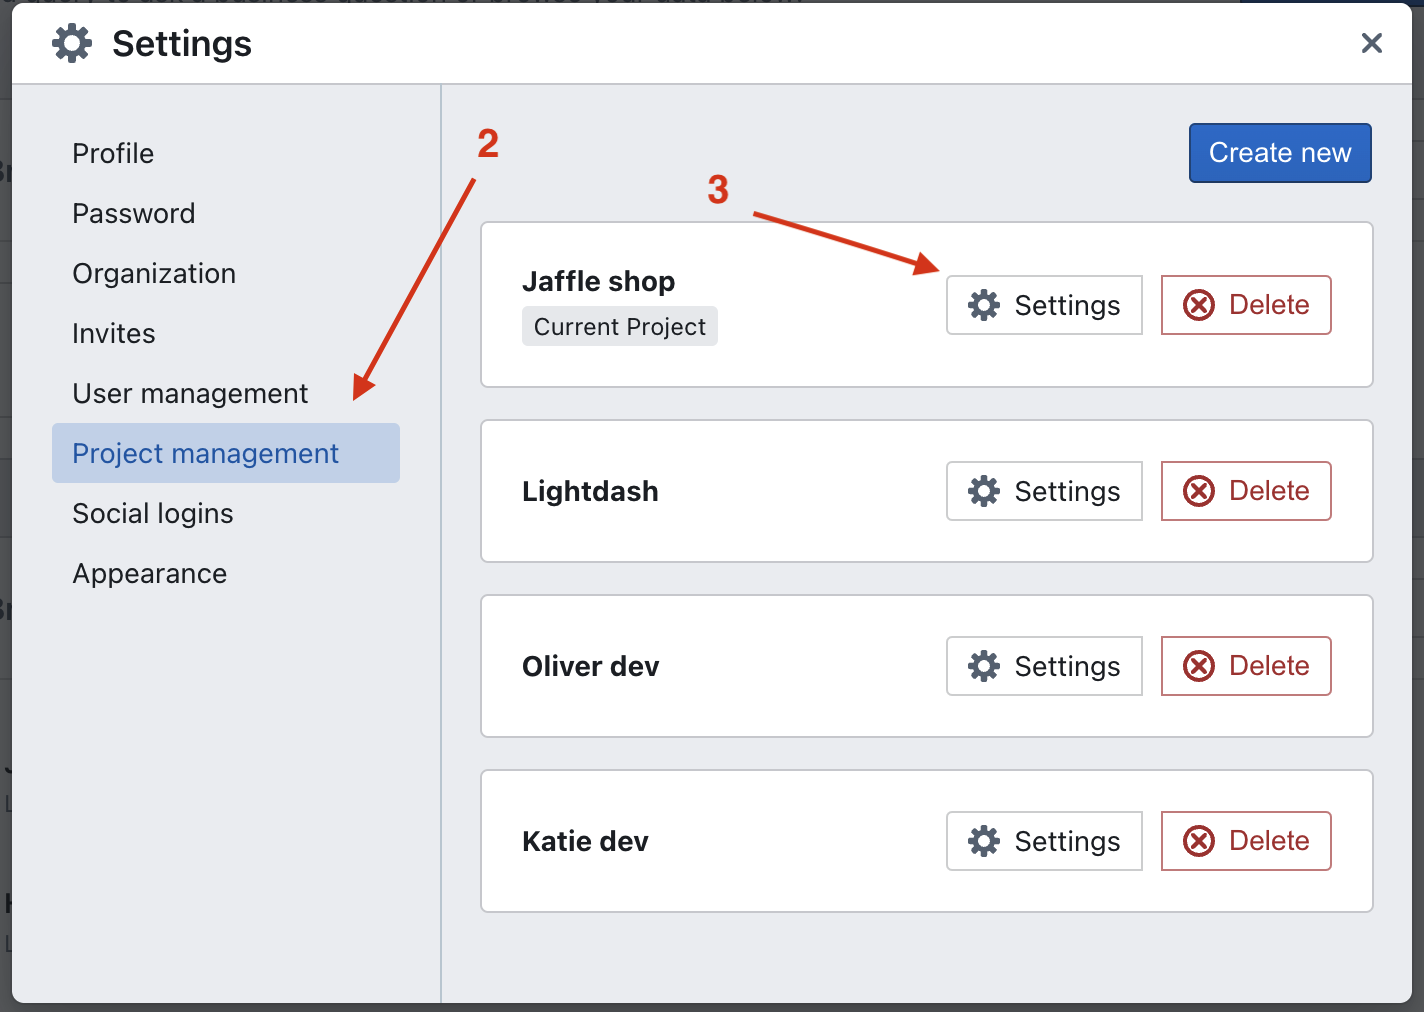 Settings
Profile
Password
Organization
Invites
User management
Project management
Social logins
Appearance
2
3
Create new
Jaffle shop
Current Project
Settings
Delete
Lightdash
Settings
Delete
Oliver dev
Settings
Delete
Katie dev
Settings
Delete